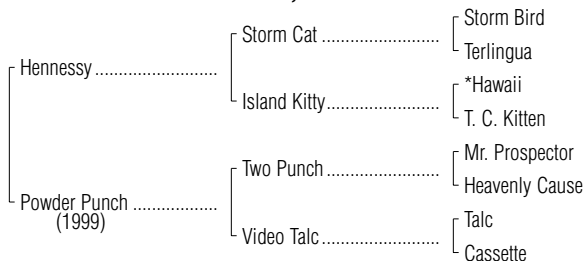 Storm Bird
Storm Cat ........................
Terlingua
Hennessy ..........................
*Hawaii
Island Kitty ........................
T. C. Kitten
Mr. Prospector
Two Punch ........................
Heavenly Cause
Powder Punch ..................
(1999)
Talc
Video Talc .........................
Cassette